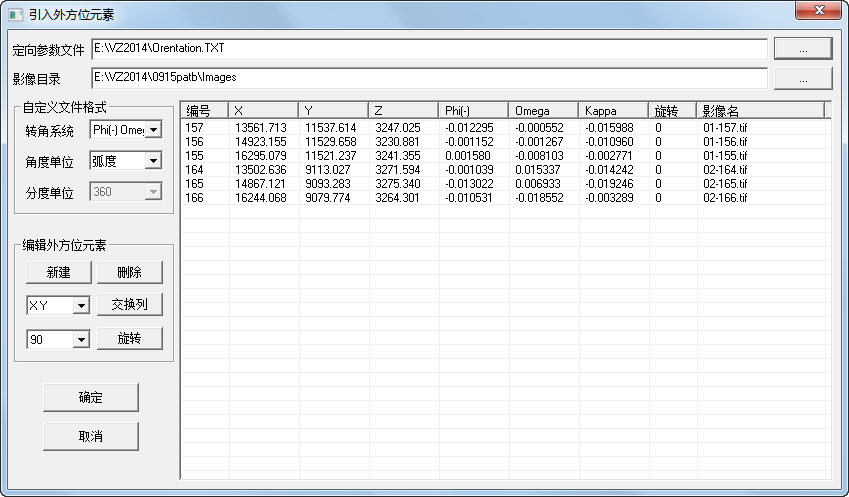 引入外方位元素
定向参数文件 E:\VZ2014\Orentation.TXT ...
影像目录 E:\VZ2014\0915patb\Images ...
自定义文件格式
转角系统 Phi(-) Ome
角度单位 弧度
分度单位 360
编辑外方位元素
新建 删除
XY 交换列
90 旋转
确定
取消
编号 X Y Z Phi(-) Omega Kappa 旋转 影像名
157 13561.713 11537.614 3247.025 -0.012295 -0.000552 -0.015988 0 01-157.tif
156 14923.155 11529.658 3230.881 -0.001152 -0.001267 -0.010960 0 01-156.tif
155 16295.079 11521.237 3241.355 0.001580 -0.008103 -0.002771 0 01-155.tif
164 13502.636 9113.027 3271.594 -0.001039 0.015337 -0.014242 0 02-164.tif
165 14867.121 9093.283 3275.340 -0.013022 0.006933 -0.019246 0 02-165.tif
166 16244.068 9079.774 3264.301 -0.010531 -0.018552 -0.003289 0 02-166.tif